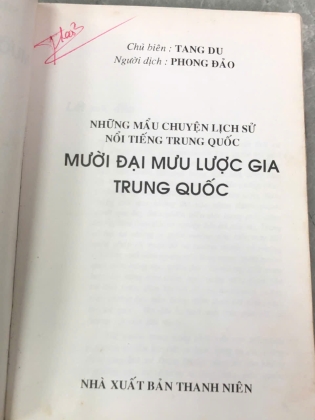 Chủ biên : TANG DU
Người dịch : PHONG ĐẢO
NHỮNG MẨU CHUYỆN LỊCH SỬ
NỔI TIẾNG TRUNG QUỐC
MƯỜI ĐẠI MƯU LƯỢC GIA
TRUNG QUỐC
NHÀ XUẤT BẢN THANH NIÊN